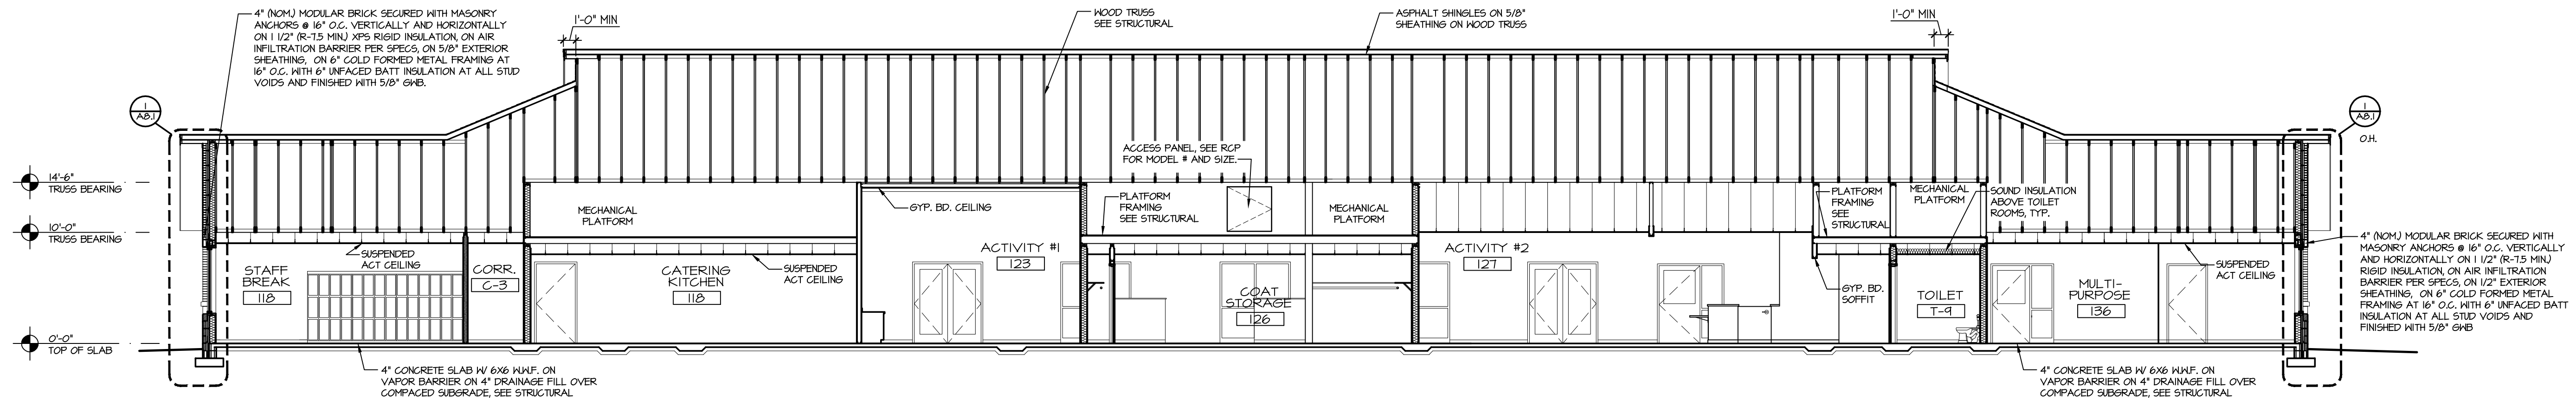 4" (NOM.) MODULAR BRICK SECURED WITH MASONRY
ANCHORS @ 16" O.C. VERTICALLY AND HORIZONTALLY
ON 1 1/2" (R-7.5 MIN.) XPS RIGID INSULATION, ON AIR
INFILTRATION BARRIER PER SPECS, ON 5/8" EXTERIOR
SHEATHING, ON 6" COLD FORMED METAL FRAMING AT
16" O.C. WITH 6" UNFACED BATT INSULATION AT ALL STUD
VOIDS AND FINISHED WITH 5/8" GWB.
1'-0" MIN
WOOD TRUSS
SEE STRUCTURAL
ASPHALT SHINGLES ON 5/8"
SHEATHING ON WOOD TRUSS
1'-0" MIN
1
A8.1
1
A8.1
O.H.
ACCESS PANEL, SEE RCP
FOR MODEL # AND SIZE.
14'-6"
TRUSS BEARING
10'-0"
TRUSS BEARING
0'-0"
TOP OF SLAB
MECHANICAL
PLATFORM
GYP. BD. CEILING
PLATFORM
FRAMING
SEE STRUCTURAL
MECHANICAL
PLATFORM
PLATFORM
FRAMING
SEE
STRUCTURAL
MECHANICAL
PLATFORM
SOUND INSULATION
ABOVE TOILET
ROOMS, TYP.
SUSPENDED
ACT CEILING
STAFF
BREAK
118
CORR.
C-3
CATERING
KITCHEN
118
SUSPENDED
ACT CEILING
ACTIVITY #1
123
COAT
STORAGE
126
ACTIVITY #2
127
GYP. BD.
SOFFIT
TOILET
T-9
MULTI-
PURPOSE
136
SUSPENDED
ACT CEILING
4" (NOM.) MODULAR BRICK SECURED WITH
MASONRY ANCHORS @ 16" O.C. VERTICALLY
AND HORIZONTALLY ON 1 1/2" (R-7.5 MIN.)
RIGID INSULATION, ON AIR INFILTRATION
BARRIER PER SPECS, ON 1/2" EXTERIOR
SHEATHING, ON 6" COLD FORMED METAL
FRAMING AT 16" O.C. WITH 6" UNFACED BATT
INSULATION AT ALL STUD VOIDS AND
FINISHED WITH 5/8" GWB
4" CONCRETE SLAB W/ 6X6 W.W.F. ON
VAPOR BARRIER ON 4" DRAINAGE FILL OVER
COMPACED SUBGRADE, SEE STRUCTURAL
4" CONCRETE SLAB W/ 6X6 W.W.F. ON
VAPOR BARRIER ON 4" DRAINAGE FILL OVER
COMPACED SUBGRADE, SEE STRUCTURAL